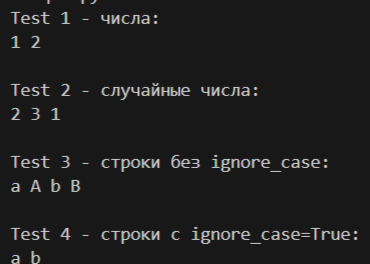 Test 1 - числа:
1 2
Test 2 - случайные числа:
2 3 1
Test 3 - строки без ignore_case:
a A b B
Test 4 - строки с ignore_case=True:
a b